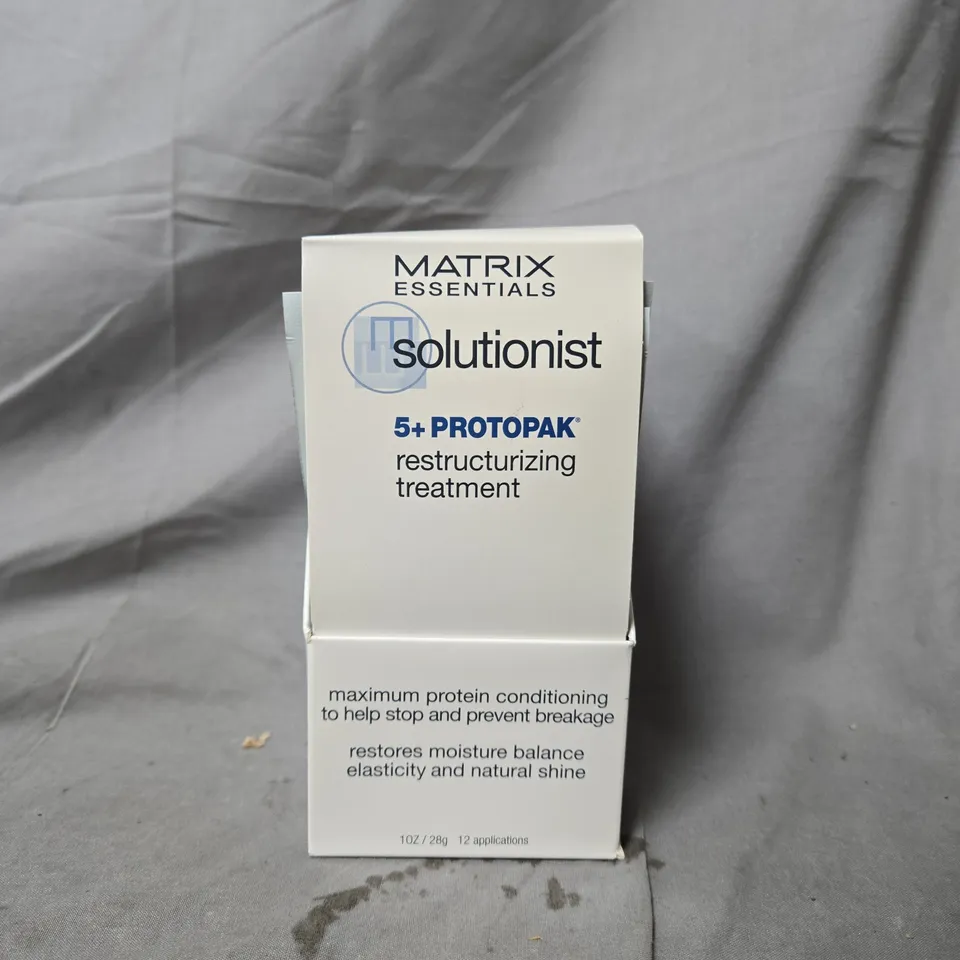 MATRIX
ESSENTIALS
solutionist
5+ PROTOPAK®
restructurizing
treatment
maximum protein conditioning
to help stop and prevent breakage
restores moisture balance
elasticity and natural shine
1OZ / 28g 12 applications